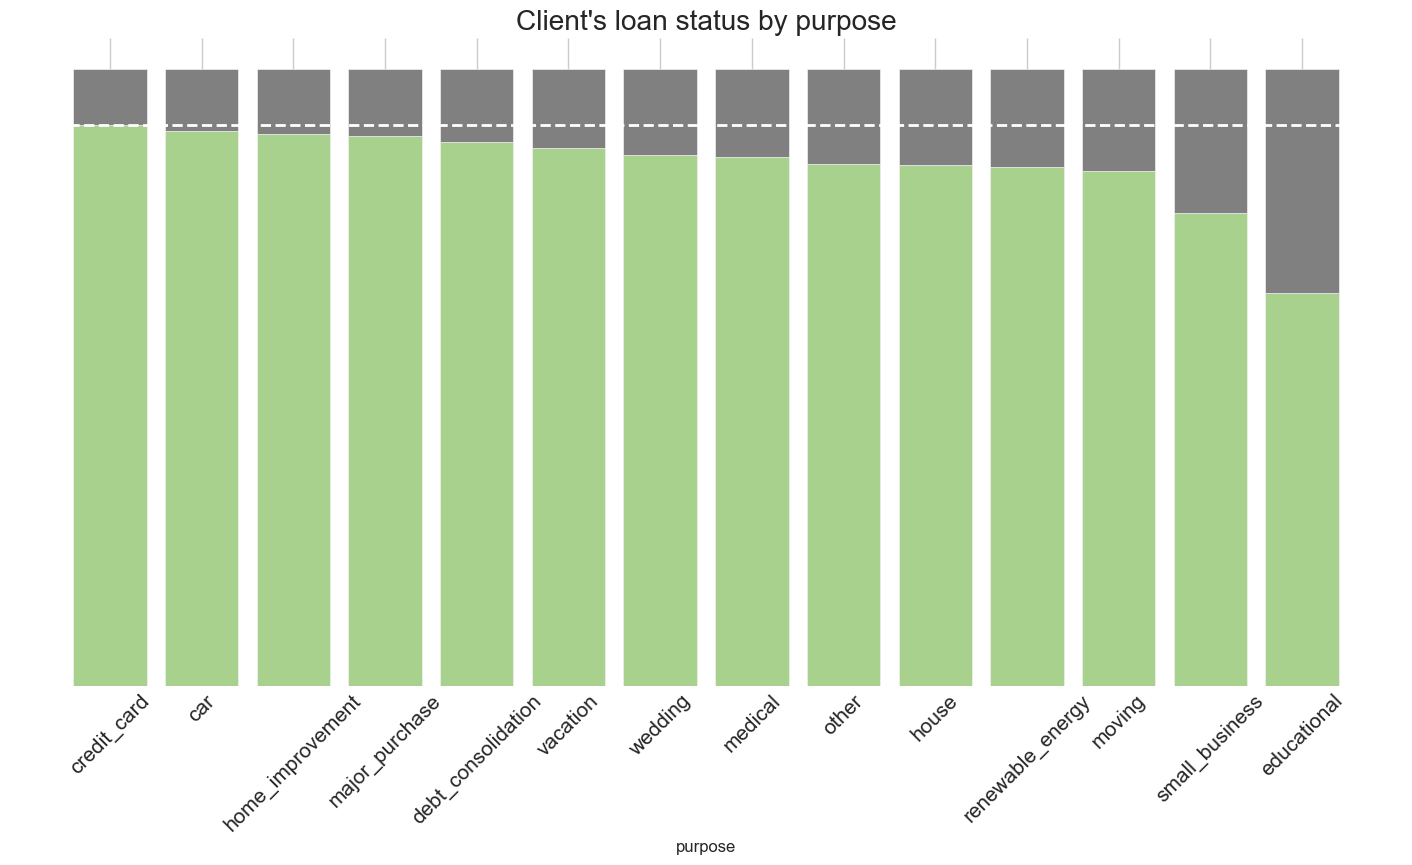 Client's loan status by purpose
credit_card
car
home_improvement
major_purchase
debt_consolidation
vacation
wedding
medical
other
house
renewable_energy
moving
small_business
educational
purpose